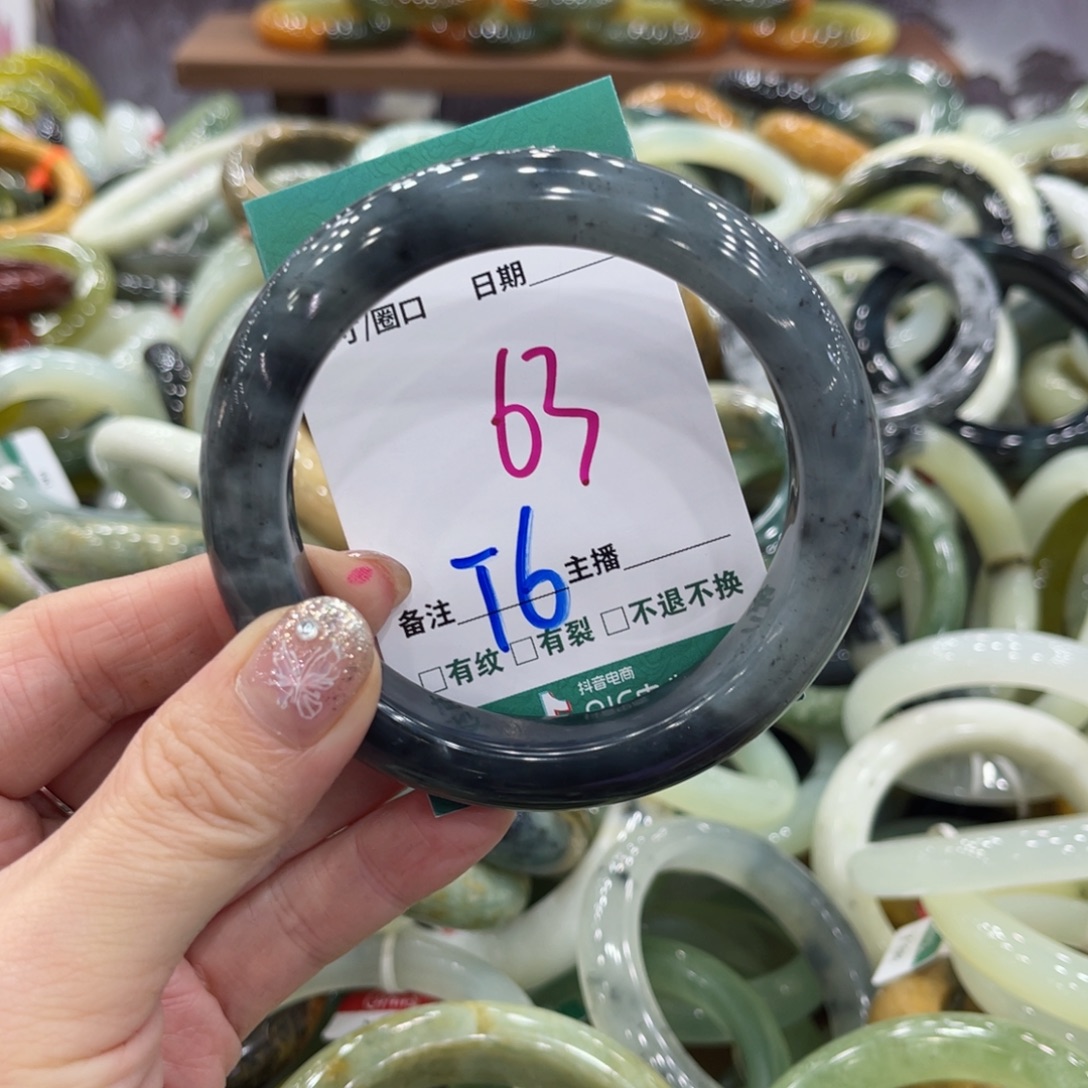 日期
寸/圈口
63
T6
备注 主播
□有纹 □有裂 □不退不换
抖音电商
QIC